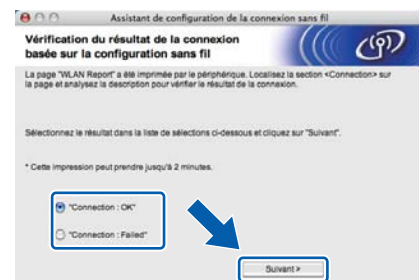 Assistant de configuration de la connexion sans fil
Vérification du résultat de la connexion
basée sur la configuration sans fil
La page "WLAN Report" a été imprimée par le périphérique. Localisez la section <Connection> sur
la page et analysez la description pour vérifier le résultat de la connexion.
Sélectionnez le résultat dans la liste de sélections ci-dessous et cliquez sur "Suivant".
* Cette impression peut prendre jusqu'à 2 minutes.
"Connection : OK"
"Connection : Failed"
Suivant >